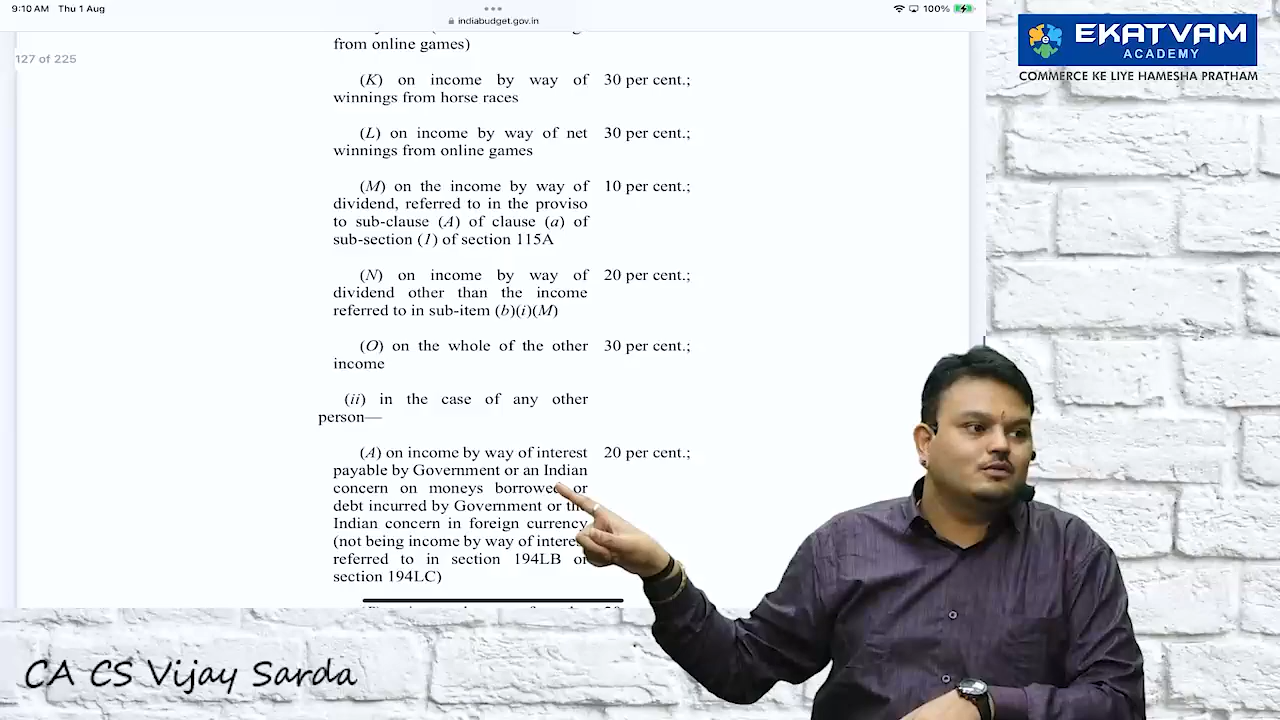 9:10 AM Thu 1 Aug
indiabudget.gov.in
100%
127 of 225
from online games)
(K) on income by way of winnings from horse races
30 per cent.;
(L) on income by way of net winnings from online games
30 per cent.;
(M) on the income by way of dividend, referred to in the proviso to sub-clause (A) of clause (a) of sub-section (1) of section 115A
10 per cent.;
(N) on income by way of dividend other than the income referred to in sub-item (b)(i)(M)
20 per cent.;
(O) on the whole of the other income
30 per cent.;
(ii) in the case of any other person—
(A) on income by way of interest payable by Government or an Indian concern on moneys borrowed or debt incurred by Government or the Indian concern in foreign currency (not being income by way of interest referred to in section 194LB or section 194LC)
20 per cent.;
EKATVAM
ACADEMY
COMMERCE KE LIYE HAMESHA PRATHAM
CA CS Vijay Sarda